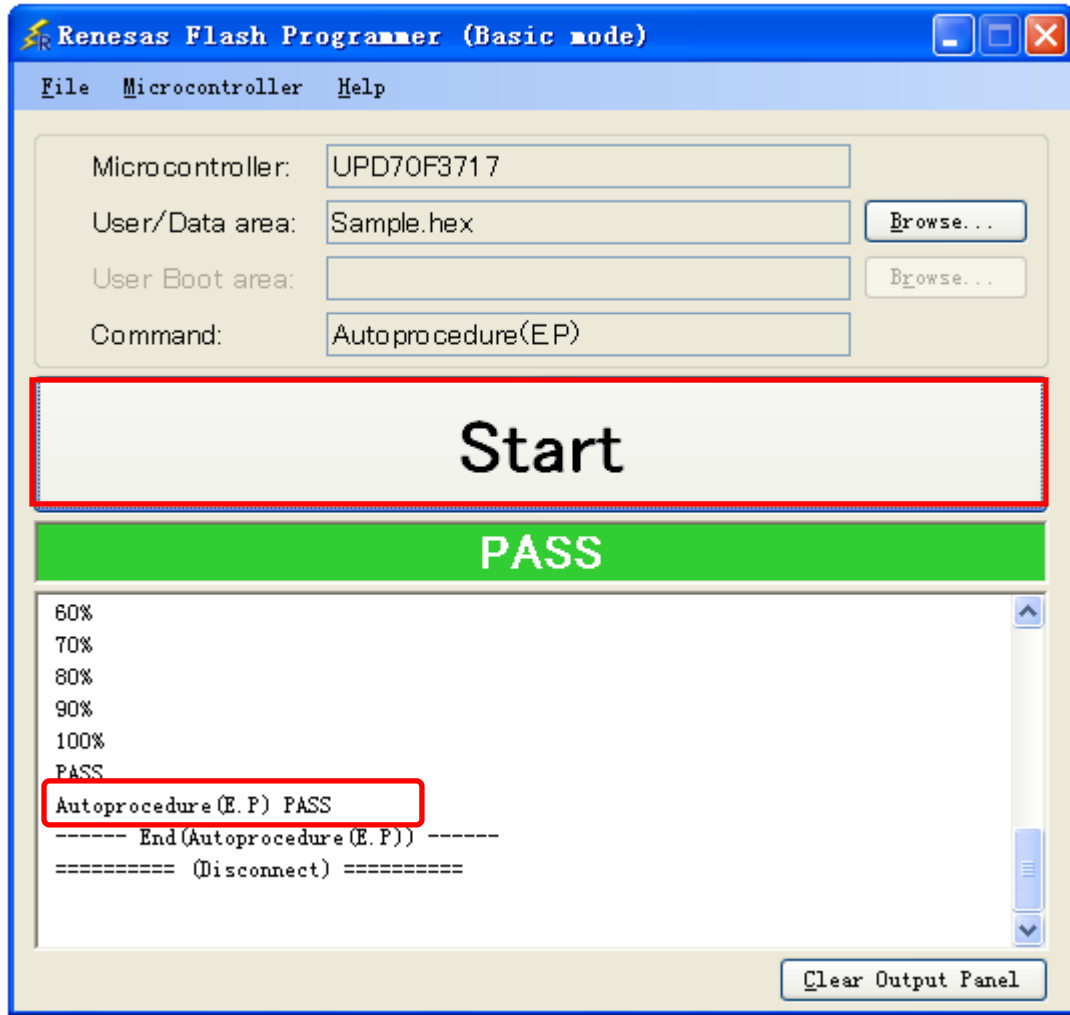 Renesas Flash Programmer (Basic mode)
File Microcontroller Help
Microcontroller: UPD70F3717
User/Data area: Sample.hex Browse...
User Boot area: Browse...
Command: Autoprocedure(EP)
Start
PASS
60%
70%
80%
90%
100%
PASS
Autoprocedure(E.P) PASS
------ End(Autoprocedure(E.P)) ------
========== (Disconnect) ==========
Clear Output Panel